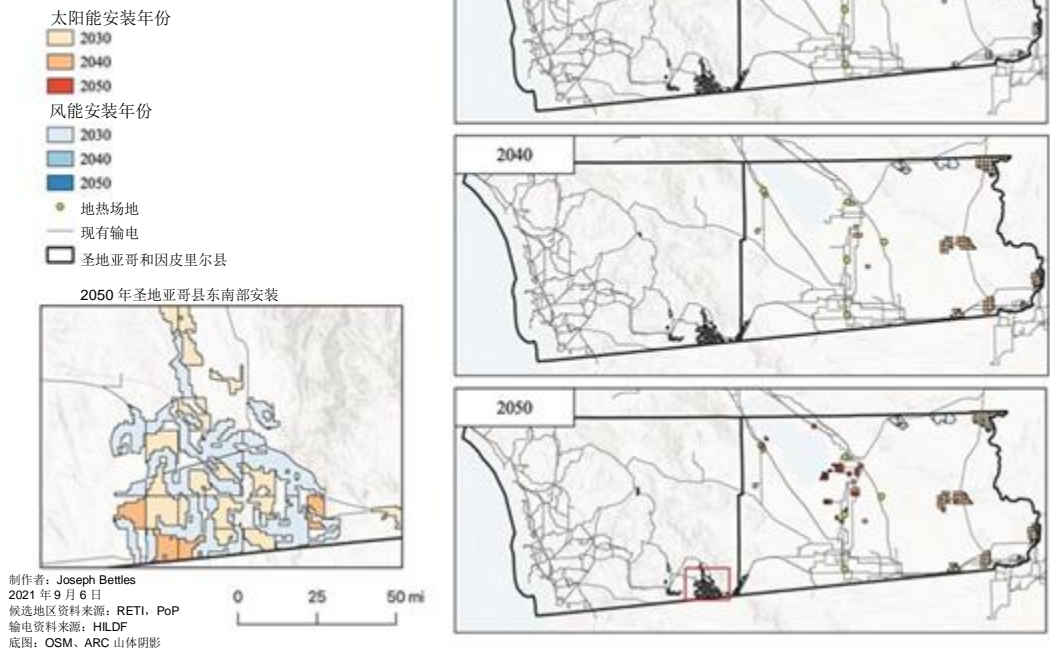 太阳能安装年份
2030
2040
2050
风能安装年份
2030
2040
2050
地热场地
现有输电
圣地亚哥和因皮里尔县
2050 年圣地亚哥县东南部安装
制作者：Joseph Bettles
2021 年 9 月 6 日
候选地区资料来源：RETI，PoP
输电资料来源：HILDF
底图：OSM、ARC 山体阴影
0 25 50 mi
2040
2050